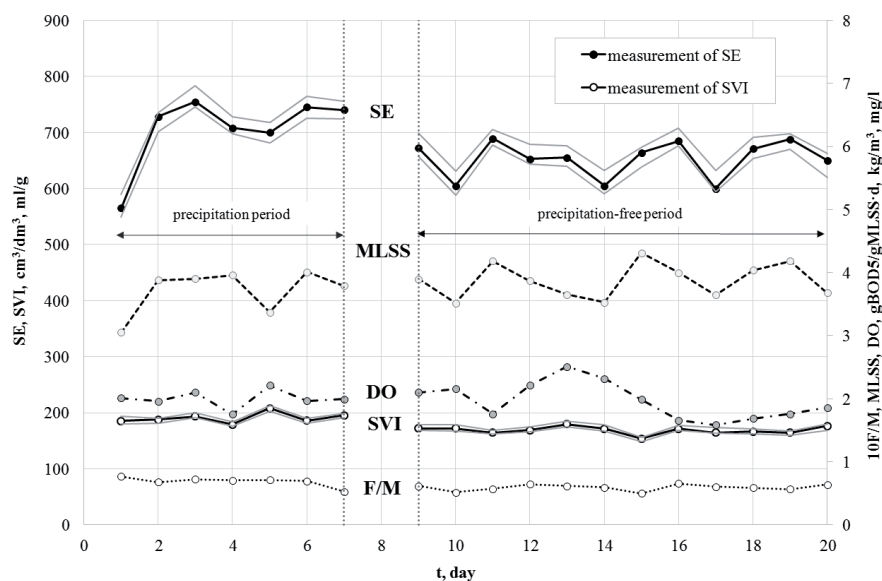 900
800
700
600
500
400
300
200
100
0
8
7
6
5
4
3
2
1
0
0
2
4
6
8
10
12
14
16
18
20
SE, SVI, cm³/dm³, ml/g
10F/M, MLSS, DO, gBOD5/gMLSS·d, kg/m³, mg/l
t, day
measurement of SE
measurement of SVI
SE
precipitation period
precipitation-free period
MLSS
DO
SVI
F/M